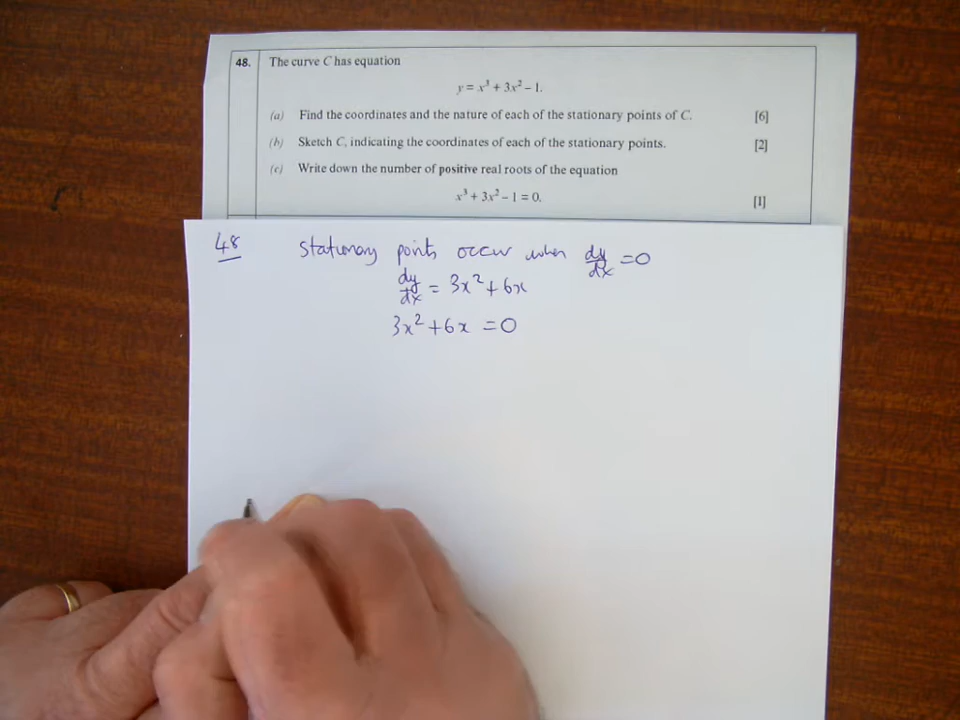 48. The curve C has equation
y = x³ + 3x² – 1.
(a) Find the coordinates and the nature of each of the stationary points of C. [6]
(b) Sketch C, indicating the coordinates of each of the stationary points. [2]
(c) Write down the number of positive real roots of the equation
x³ + 3x² – 1 = 0. [1]
48 Stationary points occur when dy/dx = 0
dy/dx = 3x² + 6x
3x² + 6x = 0